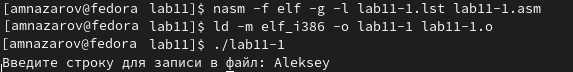 [amnazarov@fedora lab11]$ nasm -f elf -g -l lab11-1.lst lab11-1.asm
[amnazarov@fedora lab11]$ ld -m elf_i386 -o lab11-1 lab11-1.o
[amnazarov@fedora lab11]$ ./lab11-1
Введите строку для записи в файл: Aleksey